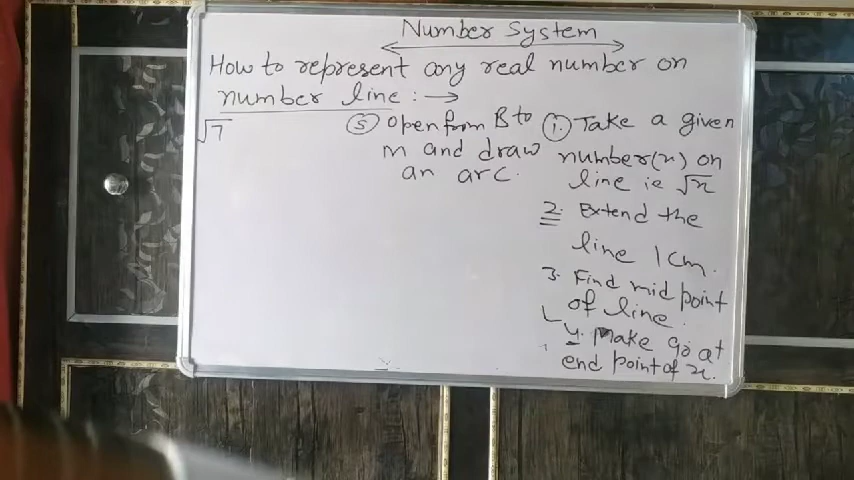 Number System
How to represent any real number on
number line : →
√7
① Take a given
number(x) on
line ie √x
2. Extend the
line 1cm.
3. Find mid point
of line.
4. make 90 at
end point of x.
⑤ open from B to
m and draw
an arc.